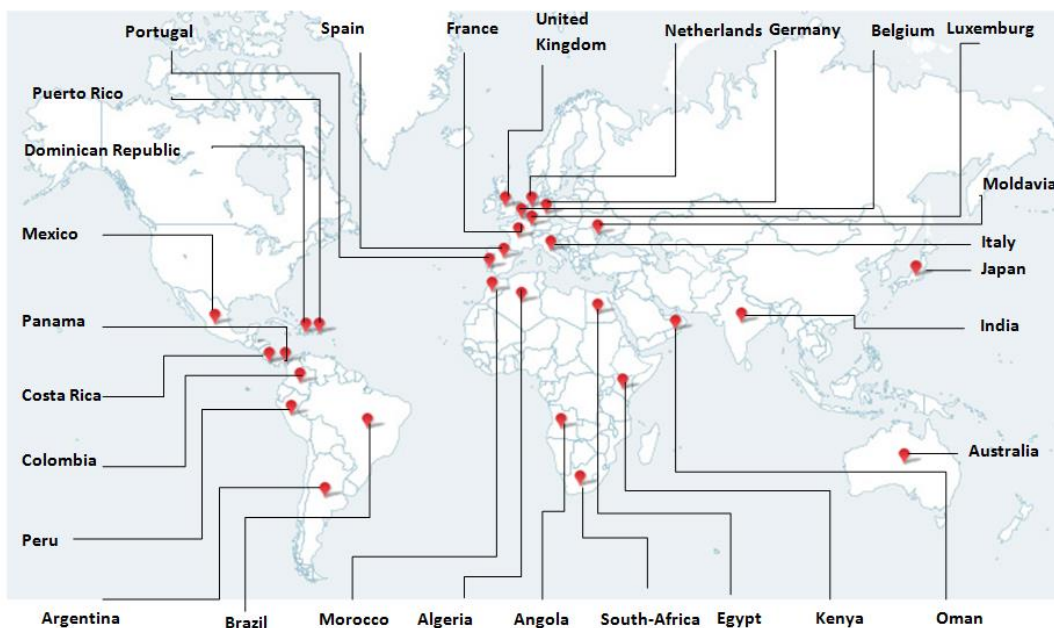 Portugal
Spain
France
United
Kingdom
Netherlands
Germany
Belgium
Luxemburg
Puerto Rico
Dominican Republic
Moldavia
Mexico
Italy
Japan
Panama
India
Costa Rica
Colombia
Australia
Peru
Argentina
Brazil
Morocco
Algeria
Angola
South-Africa
Egypt
Kenya
Oman